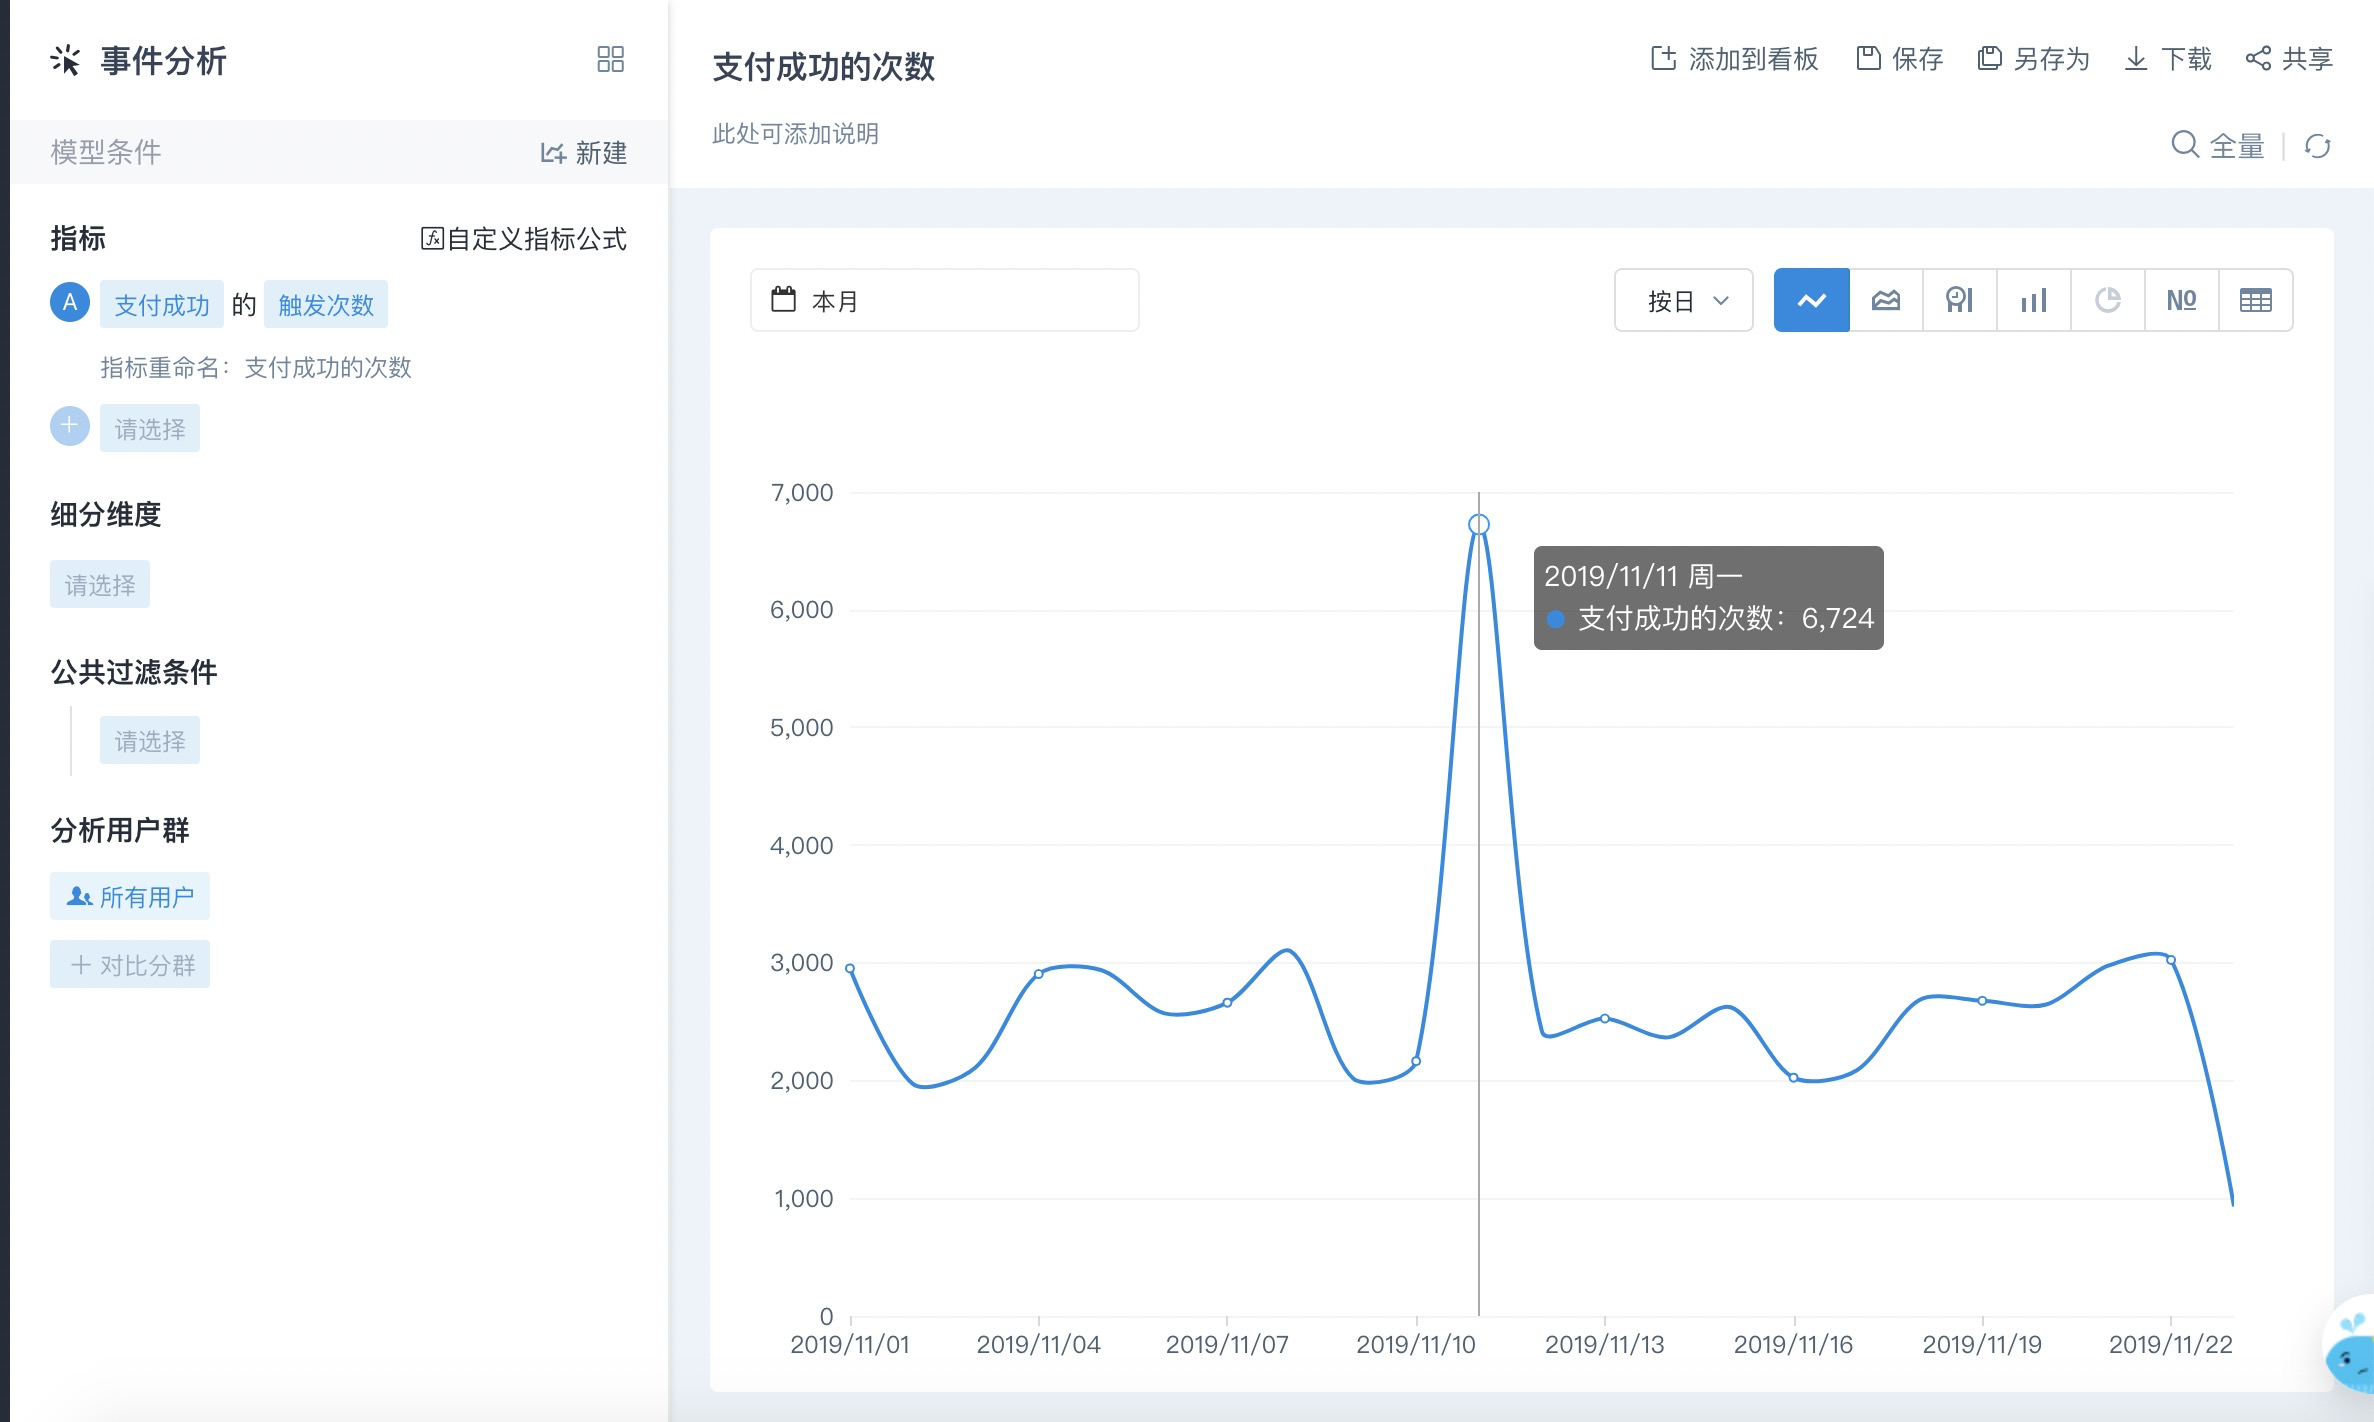 事件分析
模型条件 新建
指标 自定义指标公式
A 支付成功 的 触发次数
指标重命名：支付成功的次数
请选择
细分维度
请选择
公共过滤条件
请选择
分析用户群
所有用户
对比分群
支付成功的次数
添加到看板 保存 另存为 下载 共享
此处可添加说明
全量
本月
按日
7,000
6,000
5,000
4,000
3,000
2,000
1,000
0
2019/11/11 周一
支付成功的次数：6,724
2019/11/01 2019/11/04 2019/11/07 2019/11/10 2019/11/13 2019/11/16 2019/11/19 2019/11/22